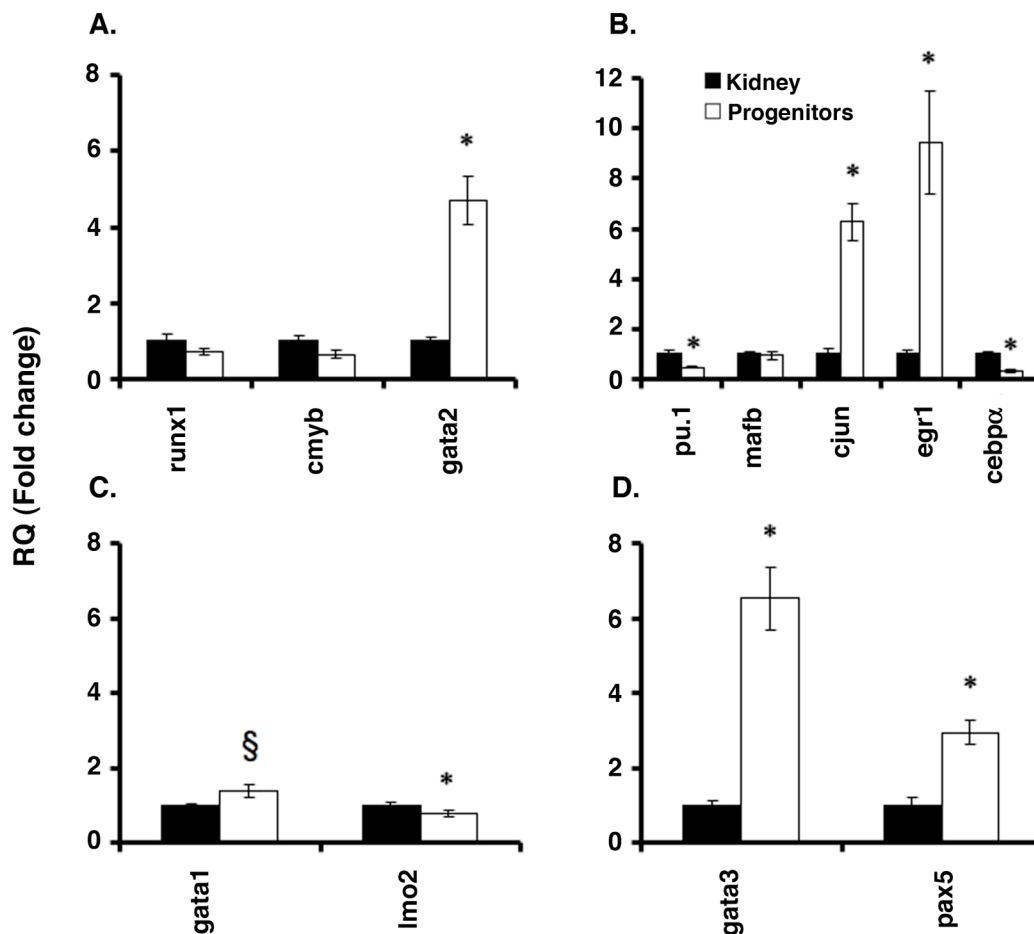 A.
8
6
4
2
0
*
runx1
cmyb
gata2
B.
12
10
8
6
4
2
0
Kidney
Progenitors
*
*
*
*
pu.1
mafb
cjun
egr1
cebpα
RQ (Fold change)
C.
8
6
4
2
0
§
*
gata1
lmo2
D.
8
6
4
2
0
*
*
gata3
pax5